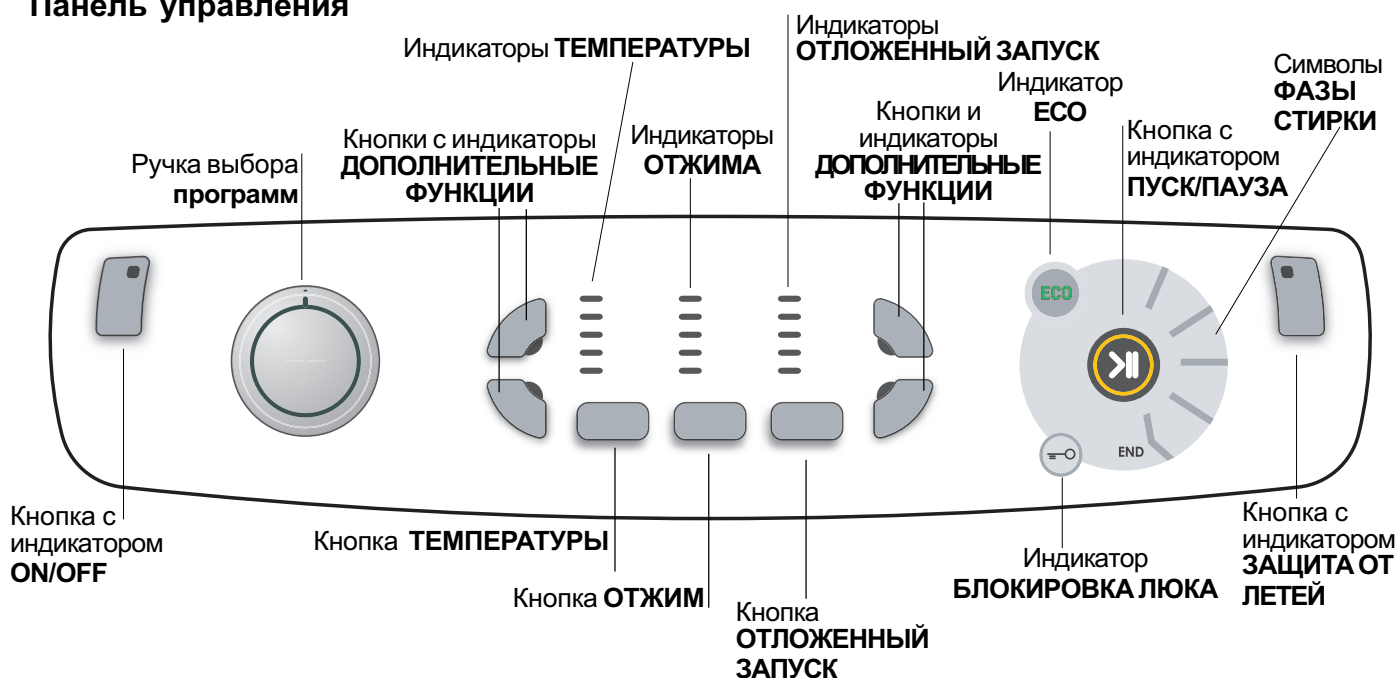 Панель управления
Индикаторы ТЕМПЕРАТУРЫ
Индикаторы
ОТЛОЖЕННЫЙ ЗАПУСК
Индикатор
ECO
Символы
ФАЗЫ
СТИРКИ
Ручка выбора
программ
Кнопки с индикаторы
ДОПОЛНИТЕЛЬНЫЕ
ФУНКЦИИ
Индикаторы
ОТЖИМА
Кнопки и
индикаторы
ДОПОЛНИТЕЛЬНЫЕ
ФУНКЦИИ
Кнопка с
индикатором
ПУСК/ПАУЗА
ECO
END
Кнопка с
индикатором
ON/OFF
Кнопка ТЕМПЕРАТУРЫ
Кнопка ОТЖИМ
Кнопка
ОТЛОЖЕННЫЙ
ЗАПУСК
Индикатор
БЛОКИРОВКА ЛЮКА
Кнопка с
индикатором
ЗАЩИТА ОТ
ЛЕТЕЙ